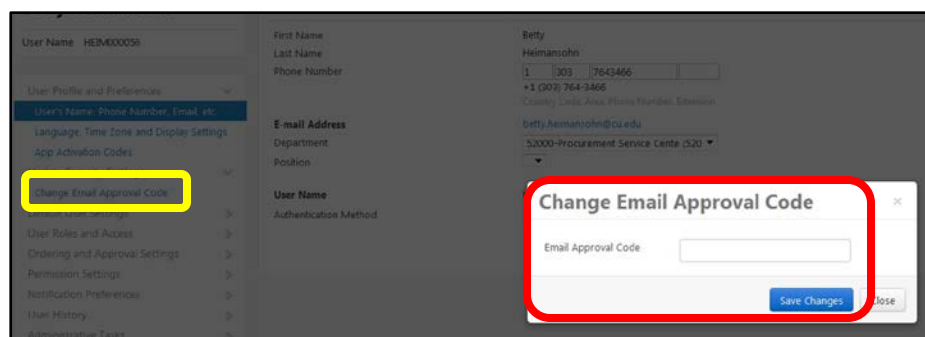 User Name HEIM000056
User Profile and Preferences
User's Name, Phone Number, Email, etc.
Language, Time Zone and Display Settings
App Activation Codes
Change Email Approval Code
Default User Settings
User Roles and Access
Ordering and Approval Settings
Permission Settings
Notification Preferences
User History
Administrative Tasks
First Name Betty
Last Name Heimansohn
Phone Number 1 303 7643466
+1 (303) 764-3466
Country Code, Area, Phone Number, Extension
E-mail Address betty.heimansohn@cu.edu
Department 52000-Procurement Service Cente (520
Position
User Name
Authentication Method
Change Email Approval Code ×
Email Approval Code
Save Changes Close